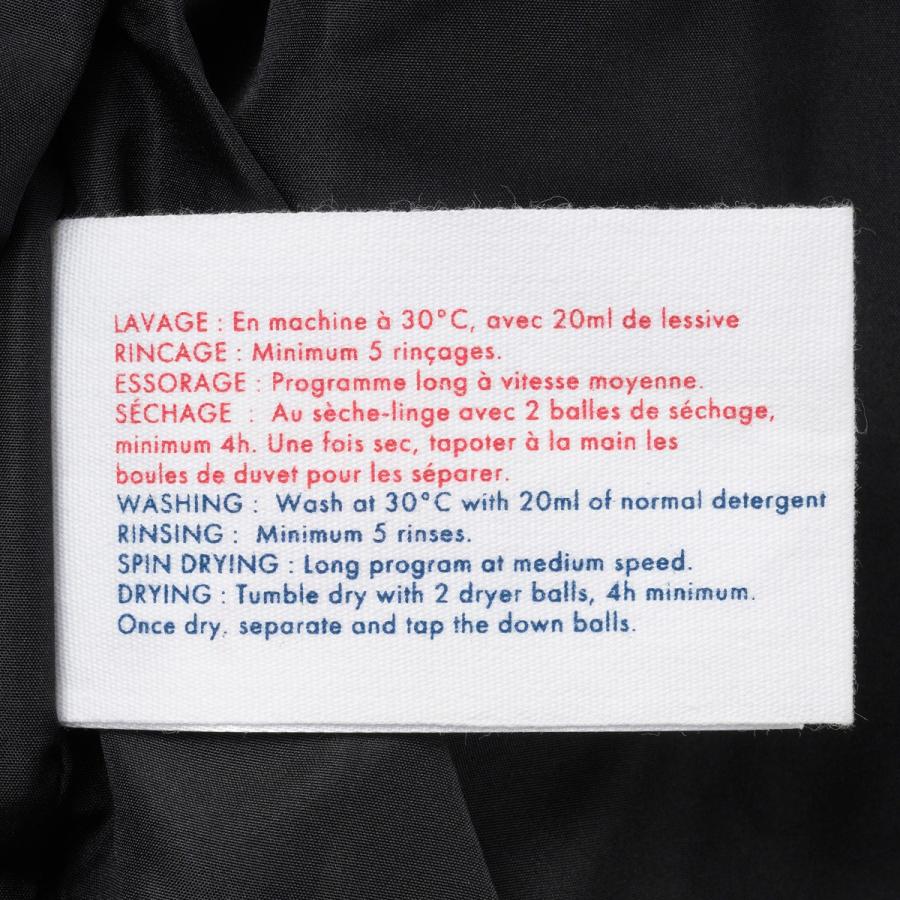 LAVAGE : En machine à 30°C, avec 20ml de lessive
RINCAGE : Minimum 5 rinçages.
ESSORAGE : Programme long à vitesse moyenne.
SÉCHAGE : Au sèche-linge avec 2 balles de séchage,
minimum 4h. Une fois sec, tapoter à la main les
boules de duvet pour les séparer.
WASHING : Wash at 30°C with 20ml of normal detergent
RINSING : Minimum 5 rinses.
SPIN DRYING : Long program at medium speed.
DRYING : Tumble dry with 2 dryer balls, 4h minimum.
Once dry, separate and tap the down balls.